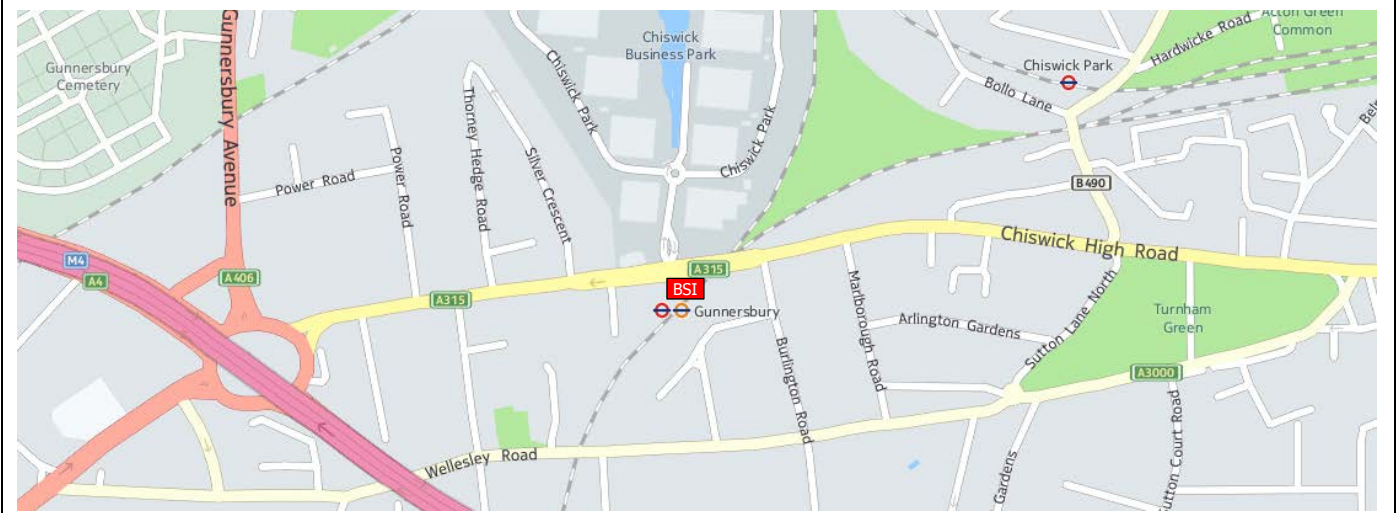 Gunnersbury Avenue
Chiswick
Business Park
Acton Green
Common
Hardwicke Road
Gunnersbury
Cemetery
Chiswick Park
Bollo Lane
Chiswick Park
Thorney Hedge Road
Silver Crescent
Power Road
Power Road
Chiswick Park
B490
Chiswick High Road
M4
A4
A406
A315
A315
BSI
Gunnersbury
Marlborough Road
Arlington Gardens
Sutton Lane North
Turnham
Green
Burlington Road
A3000
Wellesley Road
Gardens
Sutton Court Road